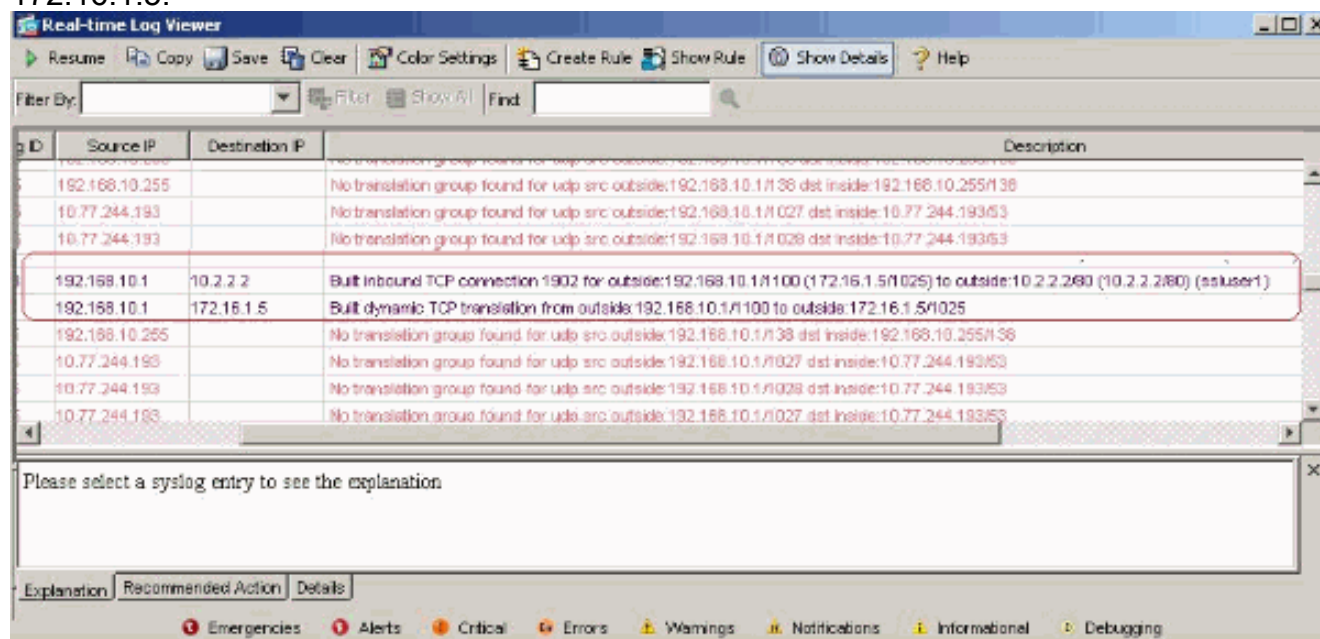 172.16.1.5.
Real-time Log Viewer
Resume Copy Save Clear Color Settings Create Rule Show Rule Show Details Help
Filter By: Filter Show All Find:
g ID Source IP Destination IP Description
192.168.10.255 No translation group found for udp src outside:192.168.10.1/138 dst inside:192.168.10.255/138
10.77.244.193 No translation group found for udp src outside:192.168.10.1/1027 dst inside:10.77.244.193/53
10.77.244.193 No translation group found for udp src outside:192.168.10.1/1028 dst inside:10.77.244.193/53
192.168.10.1 10.2.2.2 Built inbound TCP connection 1902 for outside:192.168.10.1/1100 (172.16.1.5/1025) to outside:10.2.2.2/80 (10.2.2.2/80) (ssluser1)
192.168.10.1 172.16.1.5 Built dynamic TCP translation from outside:192.168.10.1/1100 to outside:172.16.1.5/1025
192.168.10.255 No translation group found for udp src outside:192.168.10.1/138 dst inside:192.168.10.255/138
10.77.244.193 No translation group found for udp src outside:192.168.10.1/1027 dst inside:10.77.244.193/53
10.77.244.193 No translation group found for udp src outside:192.168.10.1/1028 dst inside:10.77.244.193/53
10.77.244.193 No translation group found for udp src outside:192.168.10.1/1027 dst inside:10.77.244.193/53
Please select a syslog entry to see the explanation
Explanation Recommended Action Details
Emergencies Alerts Critical Errors Warnings Notifications Informational Debugging